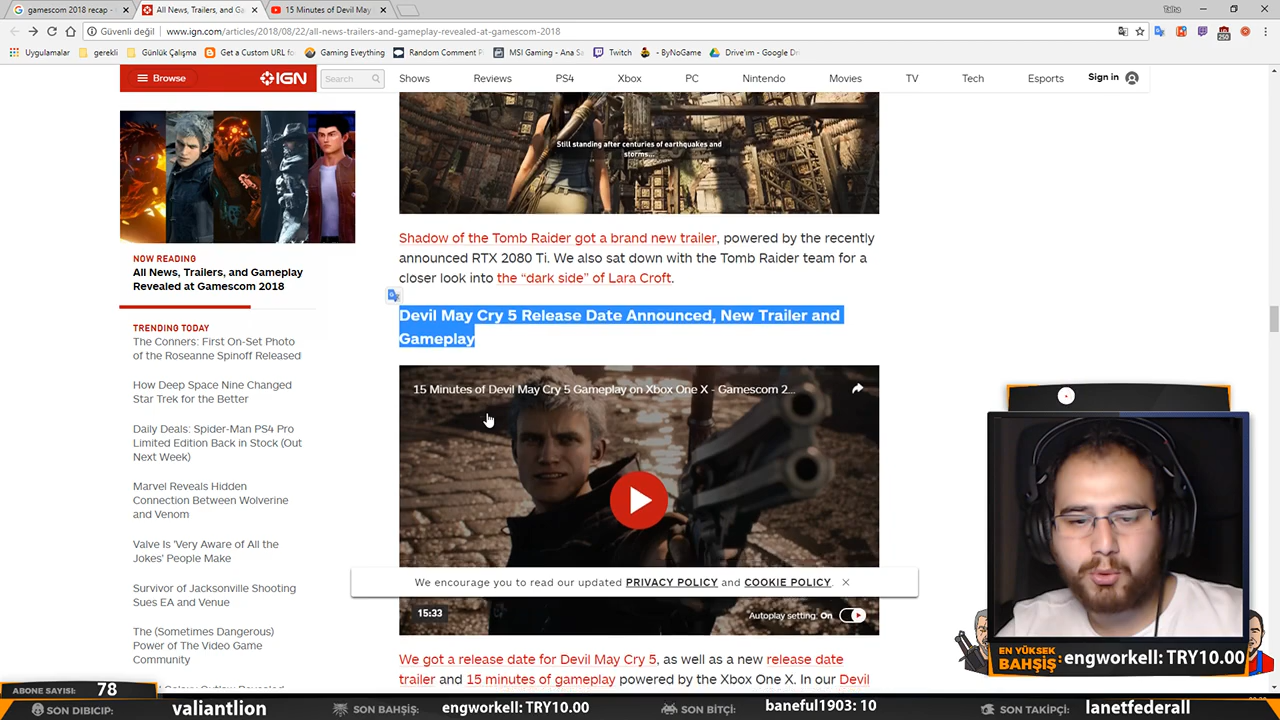 gamescom 2018 recap -
All News, Trailers, and Ga
15 Minutes of Devil May
Talha
Güvenli değil
www.ign.com/articles/2018/08/22/all-news-trailers-and-gameplay-revealed-at-gamescom-2018
250
Uygulamalar
gerekli
Günlük Çalışma
Get a Custom URL fo
Gaming Eveything
Random Comment P
MSI Gaming - Ana Sa
Twitch
- ByNoGame
Drive'ım - Google Dr
Browse
IGN
Search
Shows
Reviews
PS4
Xbox
PC
Nintendo
Movies
TV
Tech
Esports
Sign in
Still standing after centuries of earthquakes and
storms...
NOW READING
All News, Trailers, and Gameplay
Revealed at Gamescom 2018
TRENDING TODAY
The Conners: First On-Set Photo
of the Roseanne Spinoff Released
How Deep Space Nine Changed
Star Trek for the Better
Daily Deals: Spider-Man PS4 Pro
Limited Edition Back in Stock (Out
Next Week)
Marvel Reveals Hidden
Connection Between Wolverine
and Venom
Valve Is 'Very Aware of All the
Jokes' People Make
Survivor of Jacksonville Shooting
Sues EA and Venue
The (Sometimes Dangerous)
Power of The Video Game
Community
Shadow of the Tomb Raider got a brand new trailer, powered by the recently
announced RTX 2080 Ti. We also sat down with the Tomb Raider team for a
closer look into the “dark side” of Lara Croft.
Devil May Cry 5 Release Date Announced, New Trailer and
Gameplay
15 Minutes of Devil May Cry 5 Gameplay on Xbox One X - Gamescom 2...
We encourage you to read our updated PRIVACY POLICY and COOKIE POLICY.
15:33
Autoplay setting: On
We got a release date for Devil May Cry 5, as well as a new release date
trailer and 15 minutes of gameplay powered by the Xbox One X. In our Devil
EN YÜKSEK
BAHŞİŞ:
engworkell: TRY10.00
ABONE SAYISI:
78
SON DIBICIP:
valiantlion
SON BAHŞİŞ:
engworkell: TRY10.00
SON BİTÇİ:
baneful1903: 10
SON TAKİPÇİ:
lanetfederall